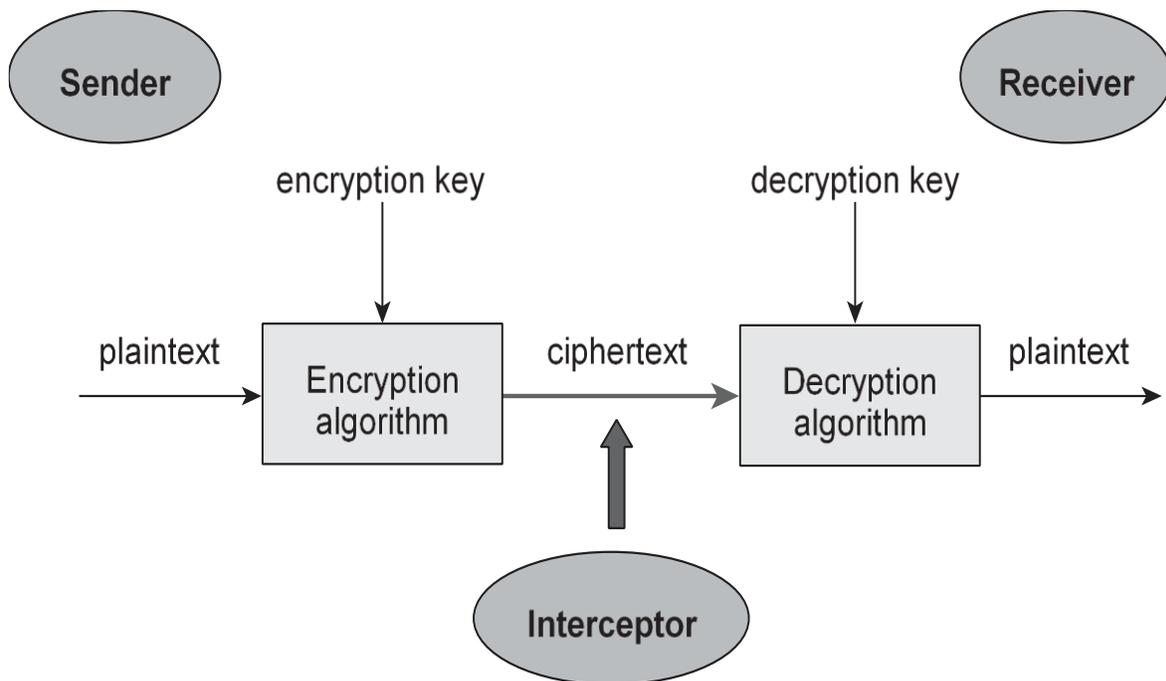 Sender
Receiver
encryption key
decryption key
plaintext
Encryption
algorithm
ciphertext
Decryption
algorithm
plaintext
Interceptor